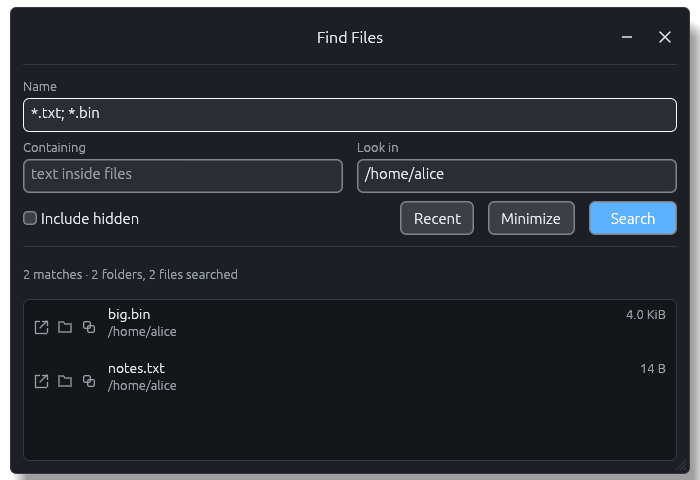 Find Files
Name
*.txt; *.bin
Containing
Look in
text inside files
/home/alice
Include hidden
Recent
Minimize
Search
2 matches · 2 folders, 2 files searched
big.bin
4.0 KiB
/home/alice
notes.txt
14 B
/home/alice